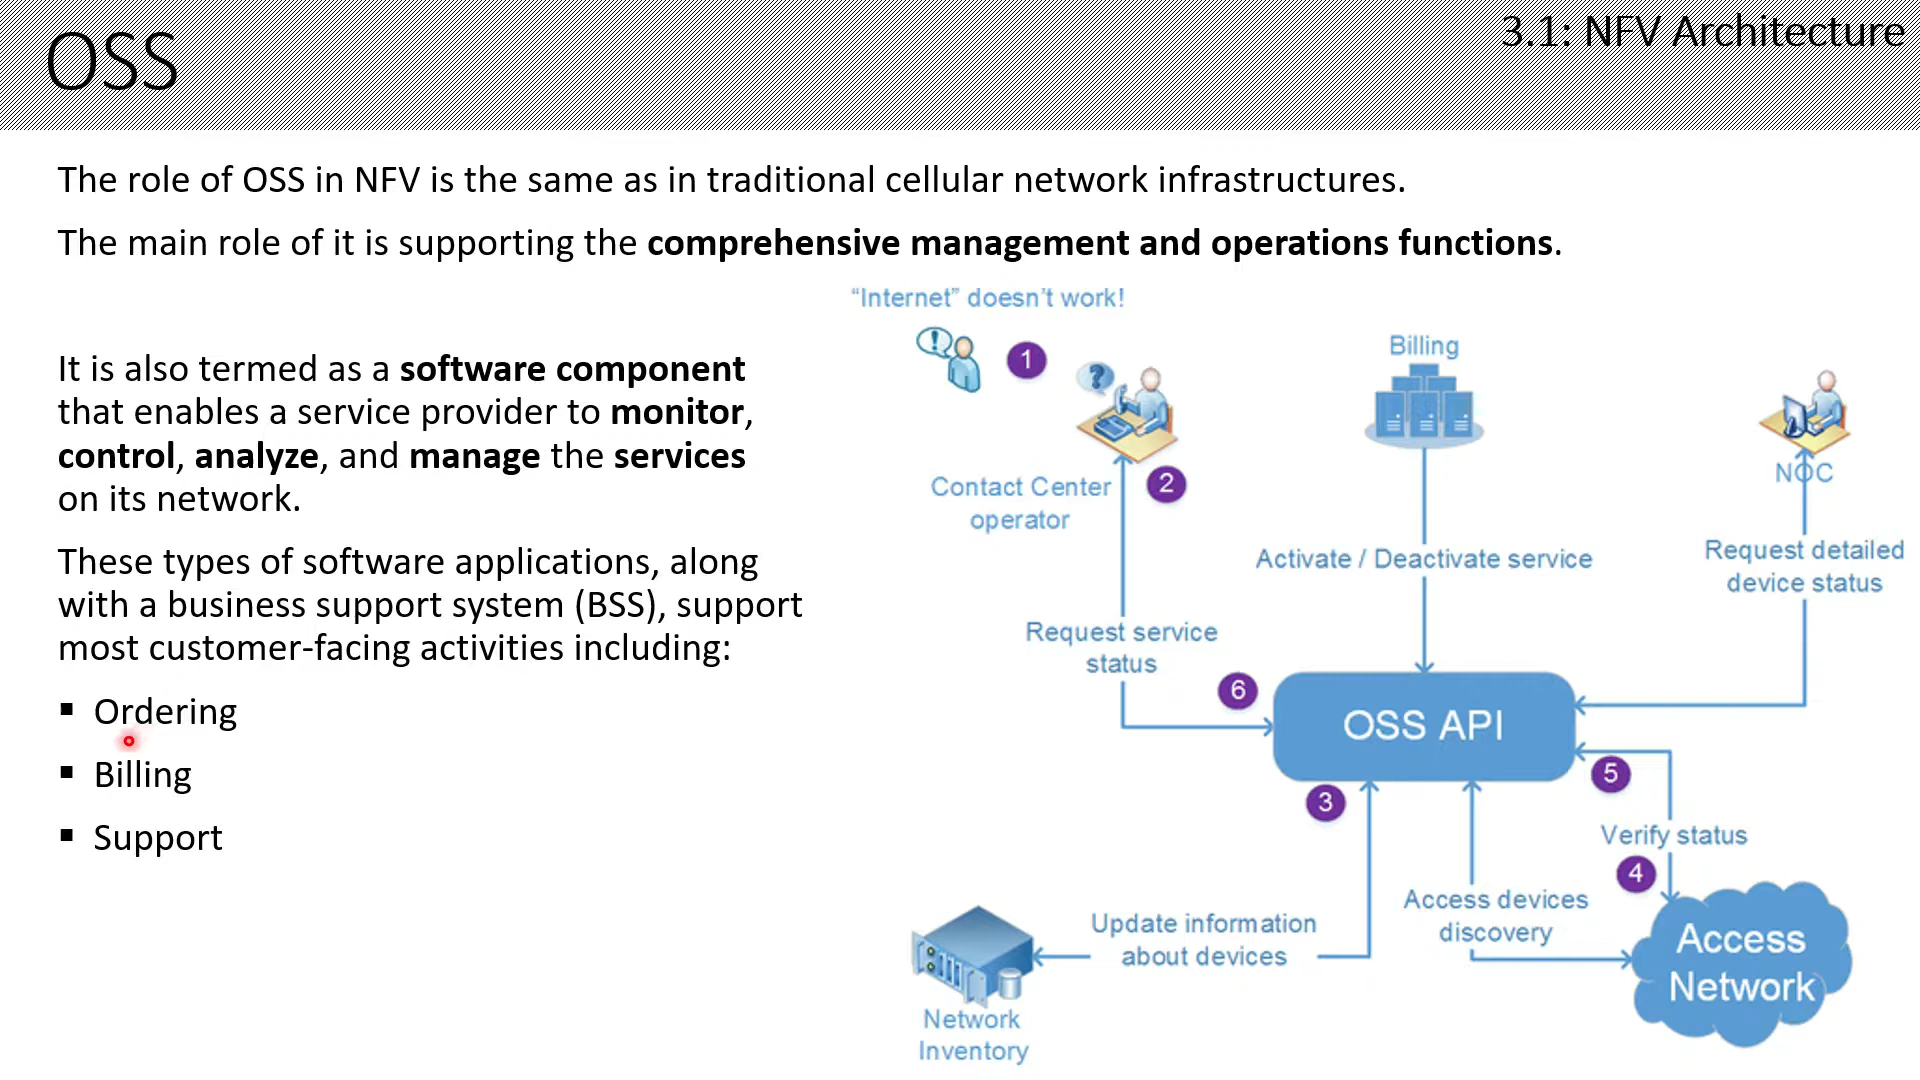 OSS
3.1: NFV Architecture
The role of OSS in NFV is the same as in traditional cellular network infrastructures.
The main role of it is supporting the comprehensive management and operations functions.
It is also termed as a software component
that enables a service provider to monitor,
control, analyze, and manage the services
on its network.
These types of software applications, along
with a business support system (BSS), support
most customer-facing activities including:
▪ Ordering
▪ Billing
▪ Support
“Internet” doesn’t work!
1
?
2
Contact Center
operator
Billing
NOC
Activate / Deactivate service
Request detailed
device status
Request service
status
6
OSS API
3
5
Verify status
4
Update information
about devices
Access devices
discovery
Access
Network
Network
Inventory